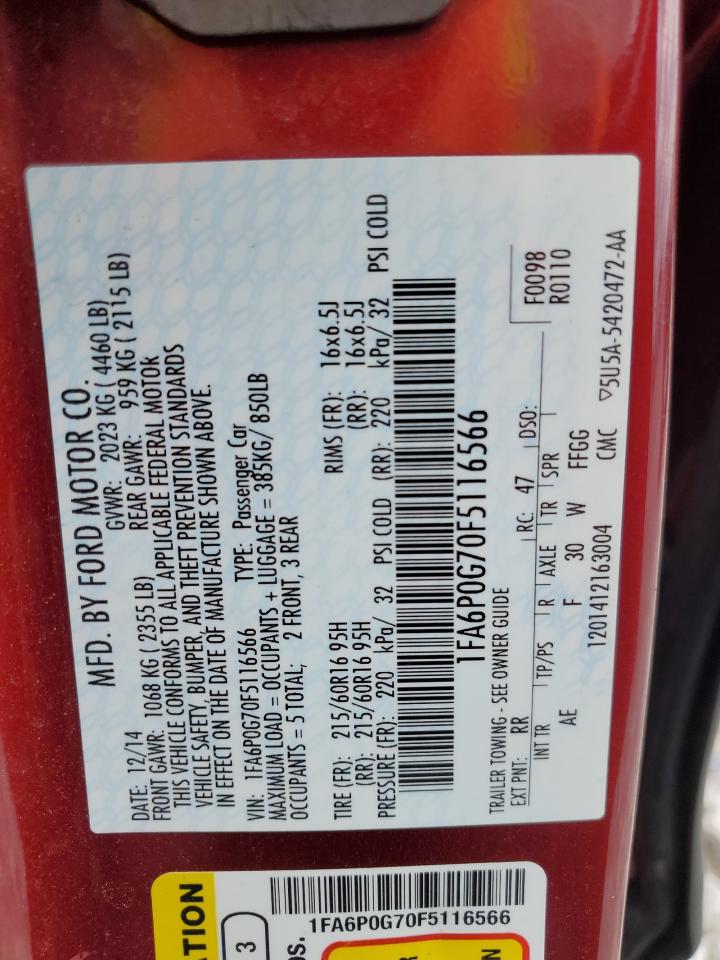 MFD. BY FORD MOTOR CO.
DATE: 12/14 GVWR: 2023 KG ( 4460 LB)
FRONT GAWR: 1068 KG ( 2355 LB) REAR GAWR: 959 KG ( 2115 LB)
THIS VEHICLE CONFORMS TO ALL APPLICABLE FEDERAL MOTOR
VEHICLE SAFETY, BUMPER, AND THEFT PREVENTION STANDARDS
IN EFFECT ON THE DATE OF MANUFACTURE SHOWN ABOVE.
VIN: 1FA6P0G70F5116566 TYPE: Passenger Car
MAXIMUM LOAD = OCCUPANTS + LUGGAGE = 385KG/ 850LB
OCCUPANTS = 5 TOTAL; 2 FRONT, 3 REAR
TIRE (FR): 215/60R16 95H RIMS (FR): 16x6.5J
(RR): 215/60R16 95H (RR): 16x6.5J
PRESSURE (FR): 220 kPa/ 32 PSI COLD (RR): 220 kPa/ 32 PSI COLD
1FA6P0G70F5116566
TRAILER TOWING - SEE OWNER GUIDE
EXT PNT: RR RC: 47 DSO: F0098
R0110
INT TR TP/PS R AXLE TR SPR
AE F 30 W FFGG
1201412163004 CMC ▽5U5A-5420472-AA
ATION
3
OS.
1FA6P0G70F5116566
R
N